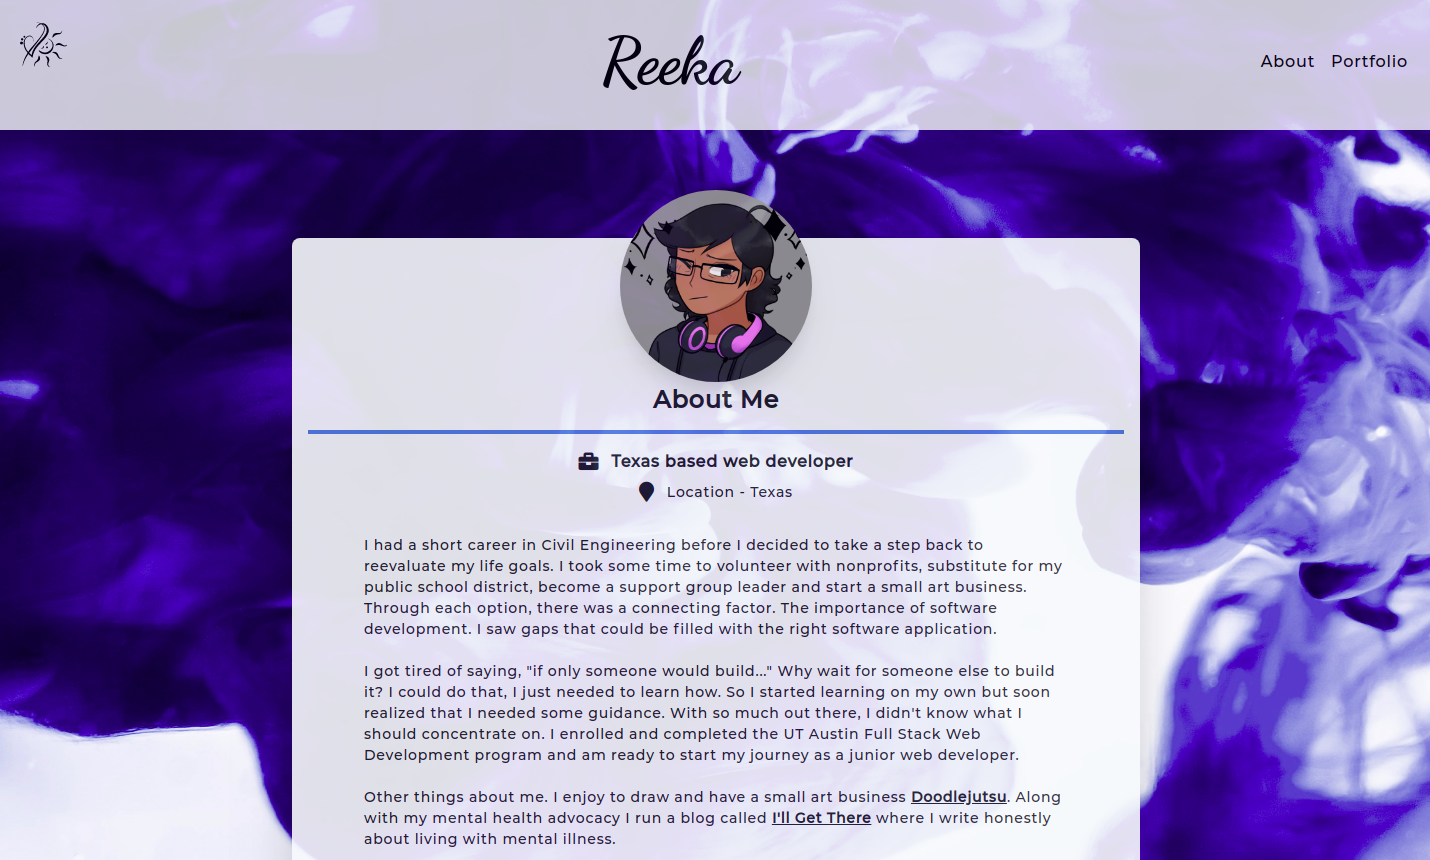 Reeka
About Portfolio
About Me
Texas based web developer
Location - Texas
I had a short career in Civil Engineering before I decided to take a step back to
reevaluate my life goals. I took some time to volunteer with nonprofits, substitute for my
public school district, become a support group leader and start a small art business.
Through each option, there was a connecting factor. The importance of software
development. I saw gaps that could be filled with the right software application.
I got tired of saying, "if only someone would build..." Why wait for someone else to build
it? I could do that, I just needed to learn how. So I started learning on my own but soon
realized that I needed some guidance. With so much out there, I didn't know what I
should concentrate on. I enrolled and completed the UT Austin Full Stack Web
Development program and am ready to start my journey as a junior web developer.
Other things about me. I enjoy to draw and have a small art business Doodlejutsu. Along
with my mental health advocacy I run a blog called I'll Get There where I write honestly
about living with mental illness.